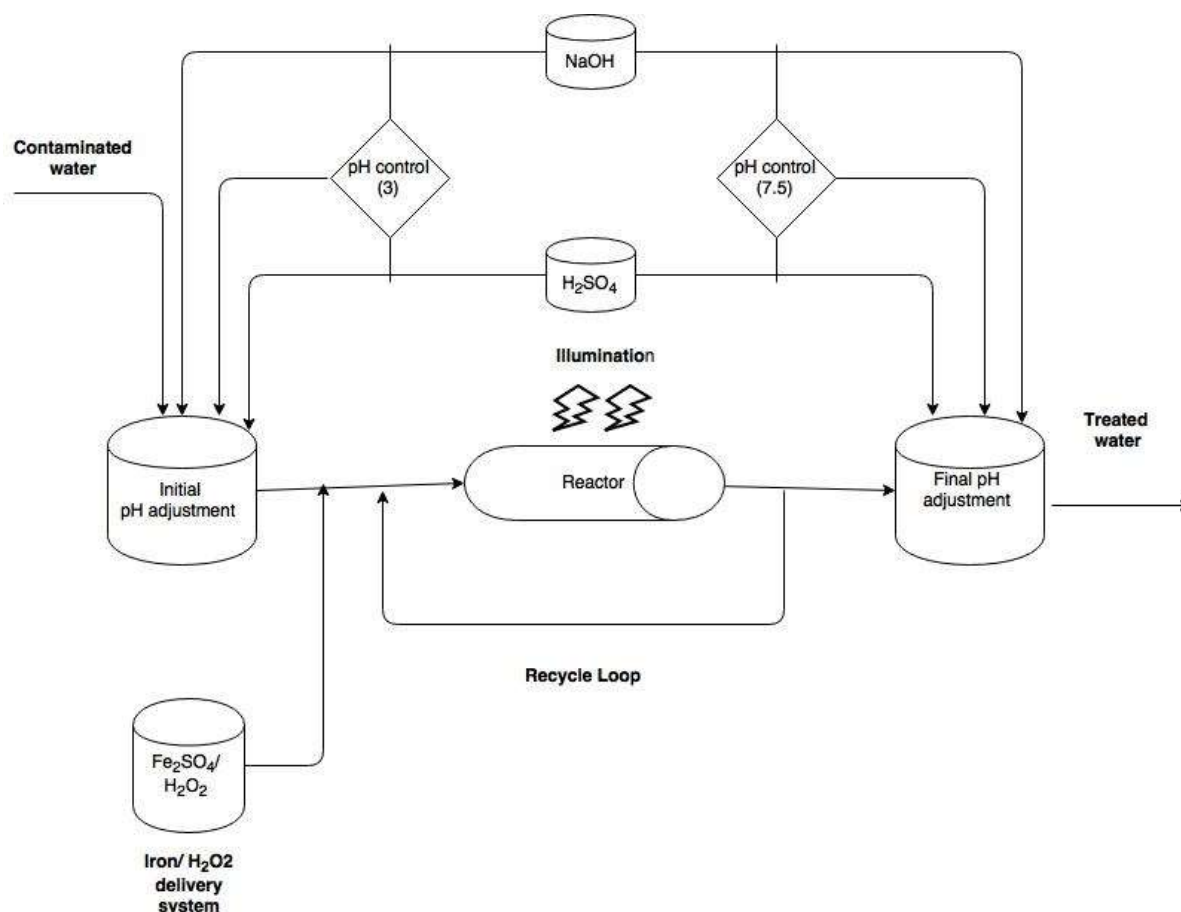 NaOH
Contaminated
water
pH control
(3)
pH control
(7.5)
H₂SO₄
Illumination
Initial
pH adjustment
Reactor
Final pH
adjustment
Treated
water
Recycle Loop
Fe₂SO₄/
H₂O₂
Iron/ H₂O2
delivery
system